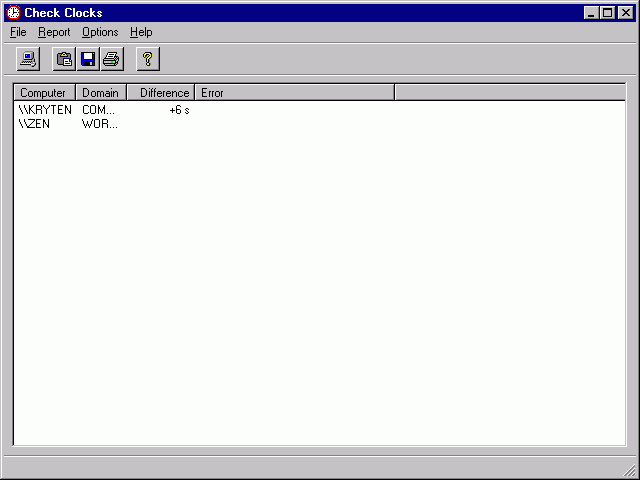 Check Clocks
File Report Options Help
Computer Domain Difference Error
\\KRYTEN COM... +6 s
\\ZEN WOR...